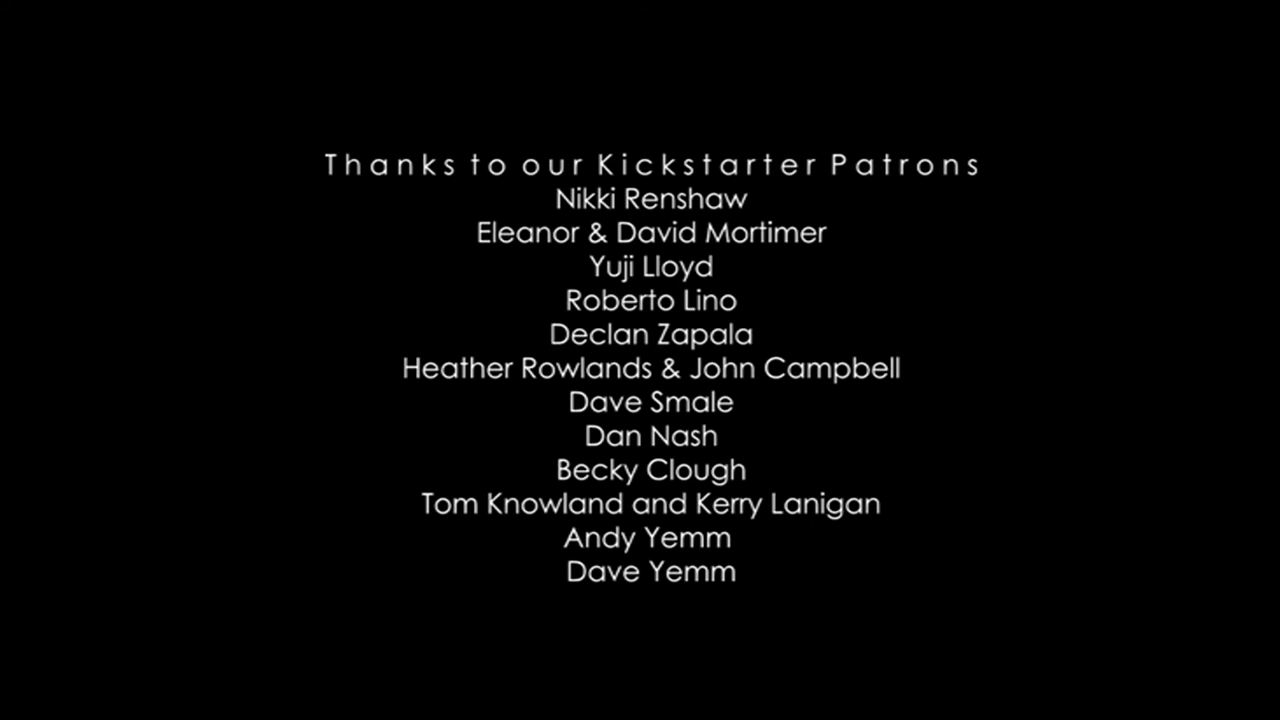 Thanks to our Kickstarter Patrons
Nikki Renshaw
Eleanor & David Mortimer
Yuji Lloyd
Roberto Lino
Declan Zapala
Heather Rowlands & John Campbell
Dave Smale
Dan Nash
Becky Clough
Tom Knowland and Kerry Lanigan
Andy Yemm
Dave Yemm